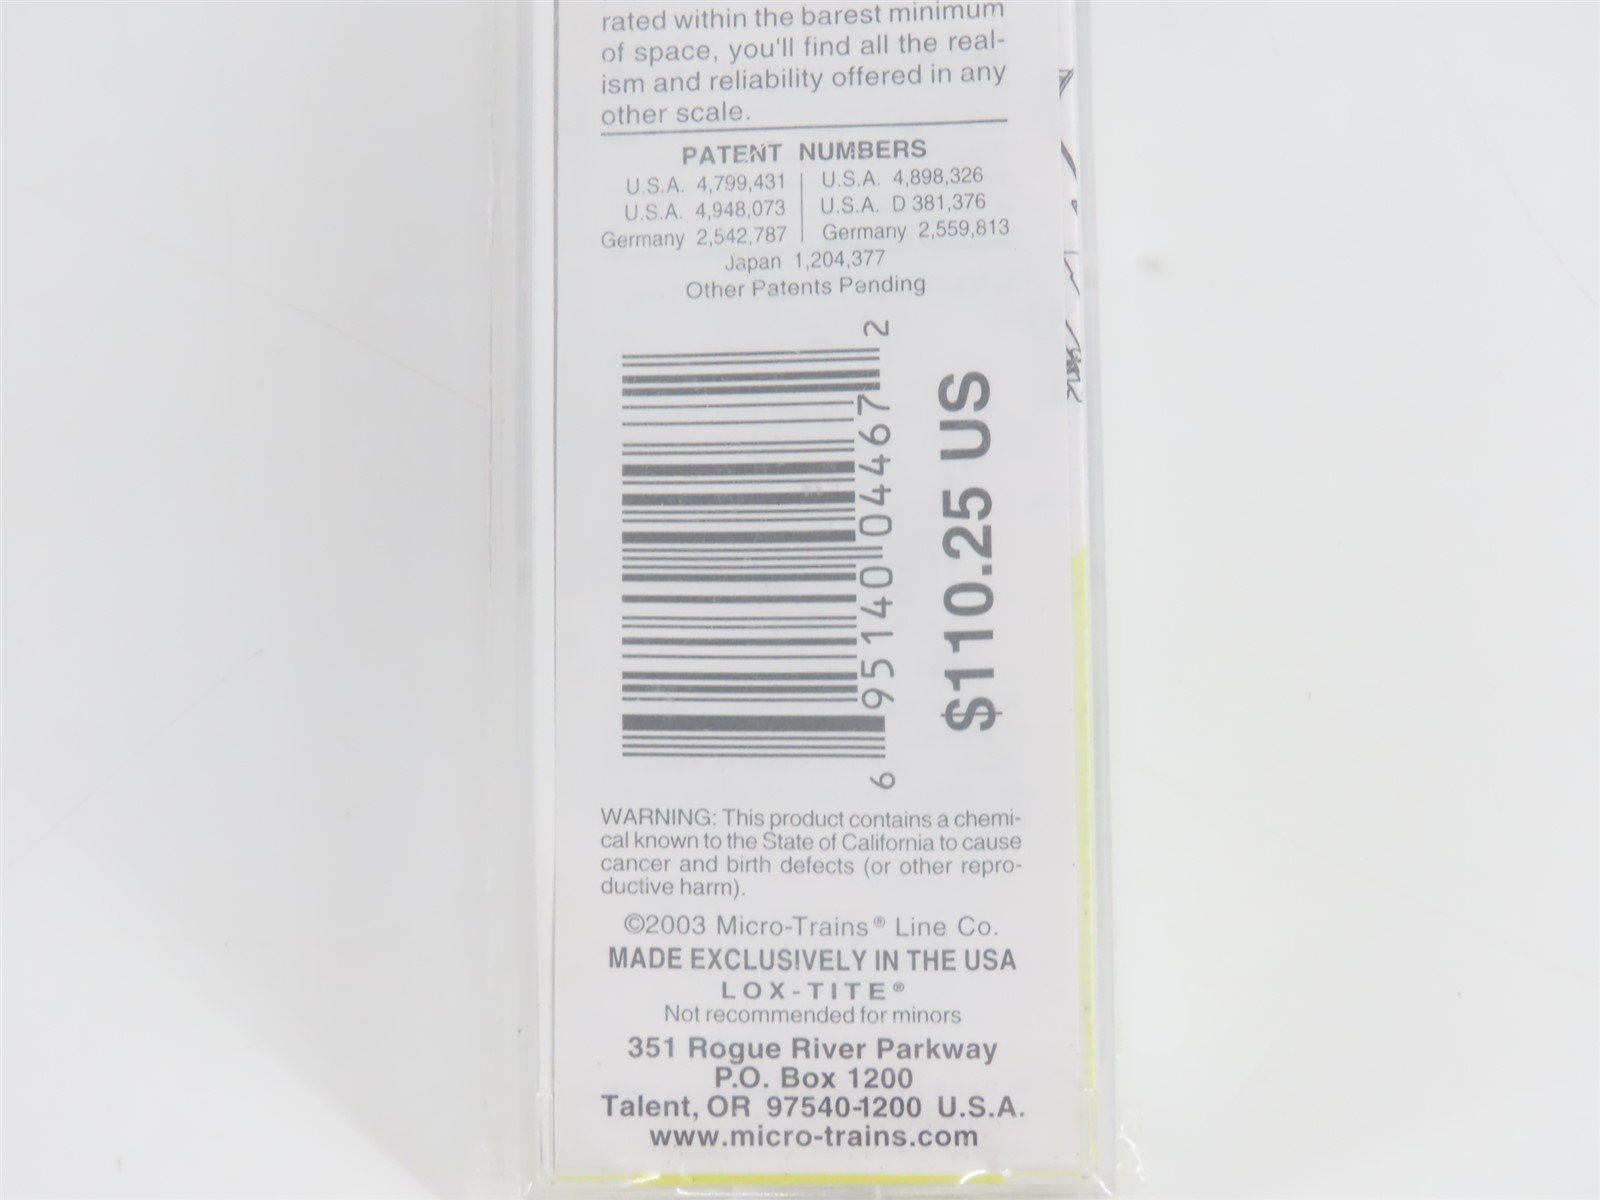 rated within the barest minimum
of space, you'll find all the real-
ism and reliability offered in any
other scale.
PATENT NUMBERS
U.S.A. 4,799,431 | U.S.A. 4,898,326
U.S.A. 4,948,073 | U.S.A. D 381,376
Germany 2,542,787 | Germany 2,559,813
Japan 1,204,377
Other Patents Pending
6 95140 04467 2
$110.25 US
WARNING: This product contains a chemi-
cal known to the State of California to cause
cancer and birth defects (or other repro-
ductive harm).
©2003 Micro-Trains® Line Co.
MADE EXCLUSIVELY IN THE USA
LOX-TITE®
Not recommended for minors
351 Rogue River Parkway
P.O. Box 1200
Talent, OR 97540-1200 U.S.A.
www.micro-trains.com